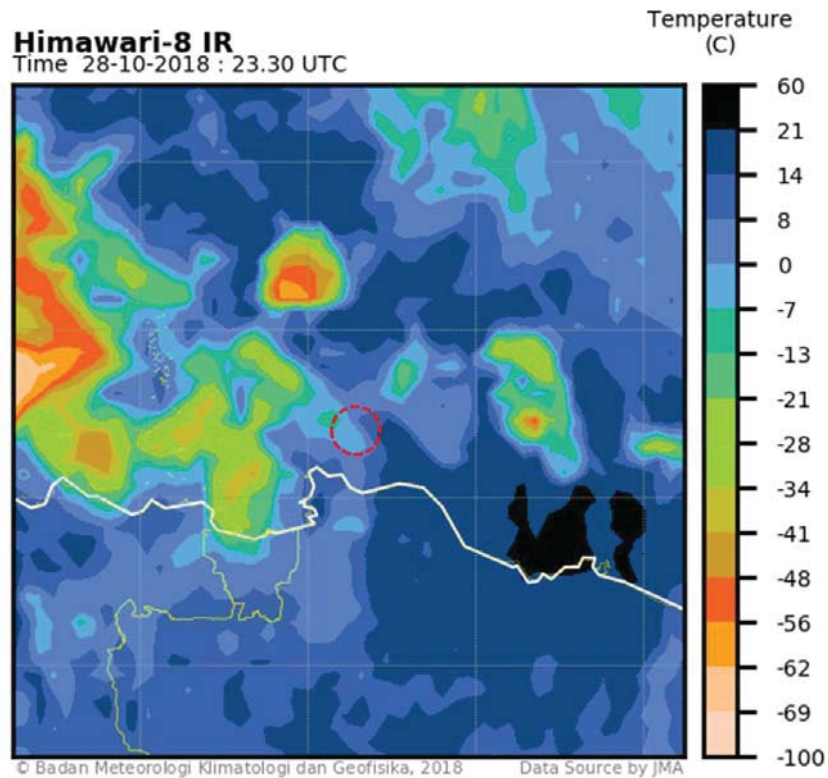 Himawari-8 IR
Time 28-10-2018 : 23.30 UTC
Temperature
(C)
60
21
14
8
0
-7
-13
-21
-28
-34
-41
-48
-56
-62
-69
-100
© Badan Meteorologi Klimatologi dan Geofisika, 2018
Data Source by JMA